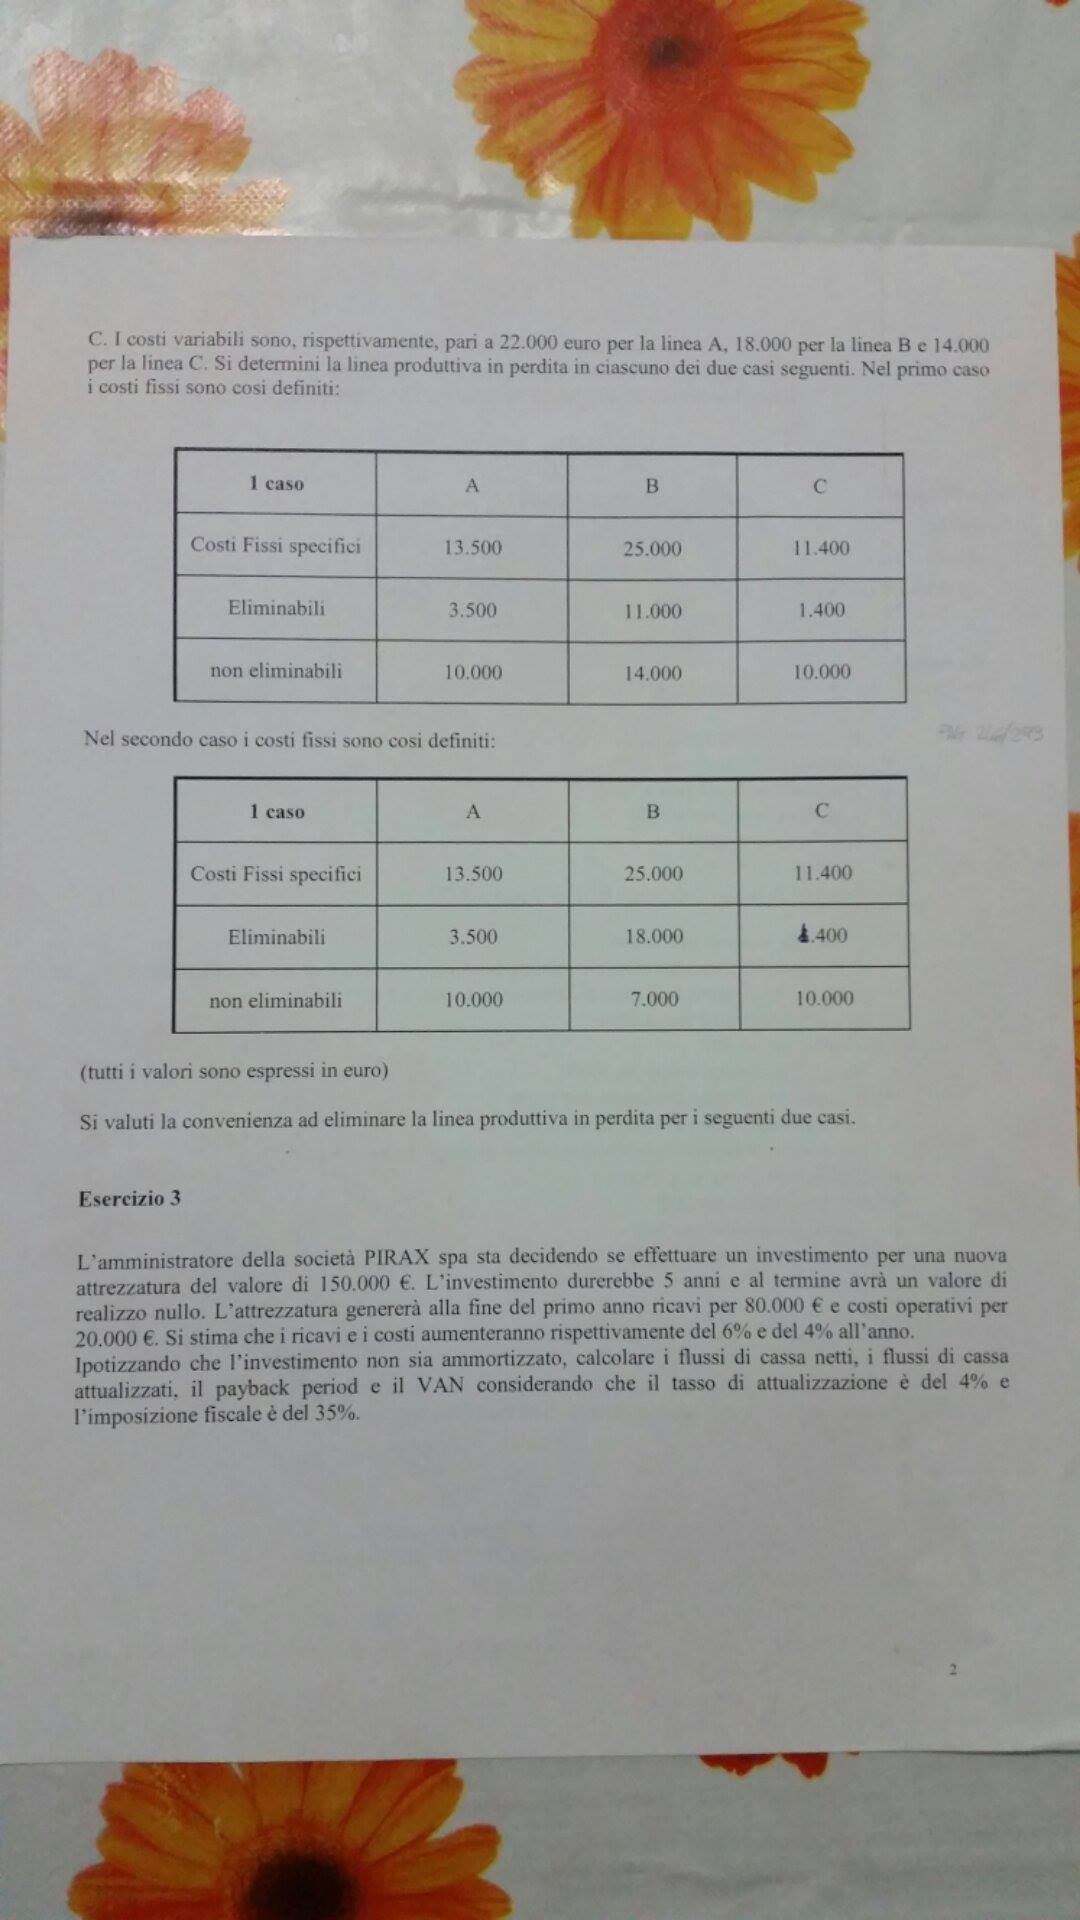 C. I costi variabili sono, rispettivamente, pari a 22.000 euro per la linea A, 18.000 per la linea B e 14.000
per la linea C. Si determini la linea produttiva in perdita in ciascuno dei due casi seguenti. Nel primo caso
i costi fissi sono cosi definiti:
1 caso A B C
Costi Fissi specifici 13.500 25.000 11.400
Eliminabili 3.500 11.000 1.400
non eliminabili 10.000 14.000 10.000
Nel secondo caso i costi fissi sono cosi definiti:
1 caso A B C
Costi Fissi specifici 13.500 25.000 11.400
Eliminabili 3.500 18.000 1.400
non eliminabili 10.000 7.000 10.000
(tutti i valori sono espressi in euro)
Si valuti la convenienza ad eliminare la linea produttiva in perdita per i seguenti due casi.
Esercizio 3
L'amministratore della società PIRAX spa sta decidendo se effettuare un investimento per una nuova
attrezzatura del valore di 150.000 €. L'investimento durerebbe 5 anni e al termine avrà un valore di
realizzo nullo. L'attrezzatura genererà alla fine del primo anno ricavi per 80.000 € e costi operativi per
20.000 €. Si stima che i ricavi e i costi aumenteranno rispettivamente del 6% e del 4% all'anno.
Ipotizzando che l'investimento non sia ammortizzato, calcolare i flussi di cassa netti, i flussi di cassa
attualizzati, il payback period e il VAN considerando che il tasso di attualizzazione è del 4% e
l'imposizione fiscale è del 35%.
2